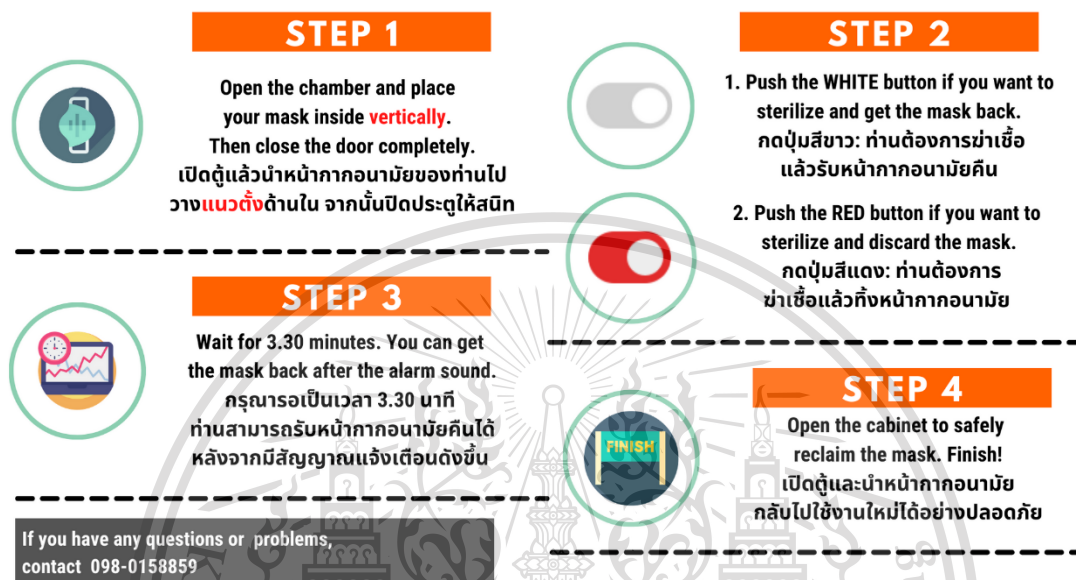 STEP 1
Open the chamber and place
your mask inside vertically.
Then close the door completely.
เปิดตู้แล้วนำหน้ากากอนามัยของท่านไป
วางแนวตั้งด้านใน จากนั้นปิดประตูให้สนิท
STEP 2
1. Push the WHITE button if you want to
sterilize and get the mask back.
กดปุ่มสีขาว: ท่านต้องการฆ่าเชื้อ
แล้วรับหน้ากากอนามัยคืน
2. Push the RED button if you want to
sterilize and discard the mask.
กดปุ่มสีแดง: ท่านต้องการ
ฆ่าเชื้อแล้วทิ้งหน้ากากอนามัย
STEP 3
Wait for 3.30 minutes. You can get
the mask back after the alarm sound.
กรุณารอเป็นเวลา 3.30 นาที
ท่านสามารถรับหน้ากากอนามัยคืนได้
หลังจากมีสัญญาณแจ้งเตือนดังขึ้น
STEP 4
FINISH
Open the cabinet to safely
reclaim the mask. Finish!
เปิดตู้และนำหน้ากากอนามัย
กลับไปใช้งานใหม่ได้อย่างปลอดภัย
If you have any questions or problems,
contact 098-0158859